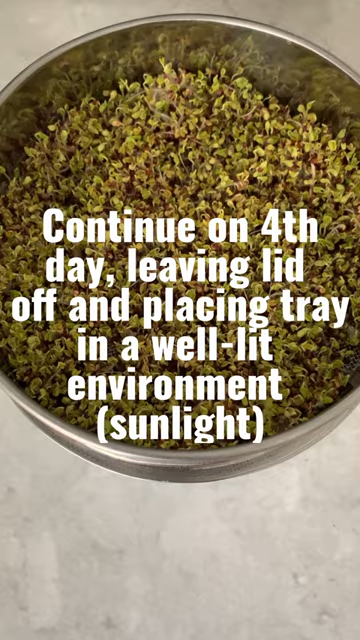 Continue on 4th
day, leaving lid
off and placing tray
in a well-lit
environment
(sunlight)